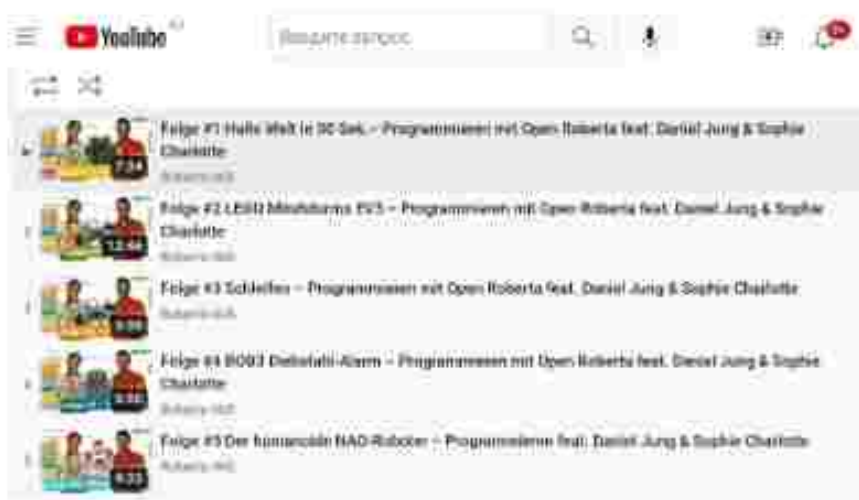 YouTube
Введите запрос
Folge #1 Hallo Welt in 90 Sek. – Programmieren mit Open Roberta feat. Daniel Jung & Sophie
Charlotte
7:24
Folge #2 LEGO Mindstorms EV3 – Programmieren mit Open Roberta feat. Daniel Jung & Sophie
Charlotte
12:44
Folge #3 Schleifen – Programmieren mit Open Roberta feat. Daniel Jung & Sophie Charlotte
Folge #4 BOB3 Diebstahl-Alarm – Programmieren mit Open Roberta feat. Daniel Jung & Sophie
Charlotte
Folge #5 Der humanoide NAO-Roboter – Programmieren feat. Daniel Jung & Sophie Charlotte